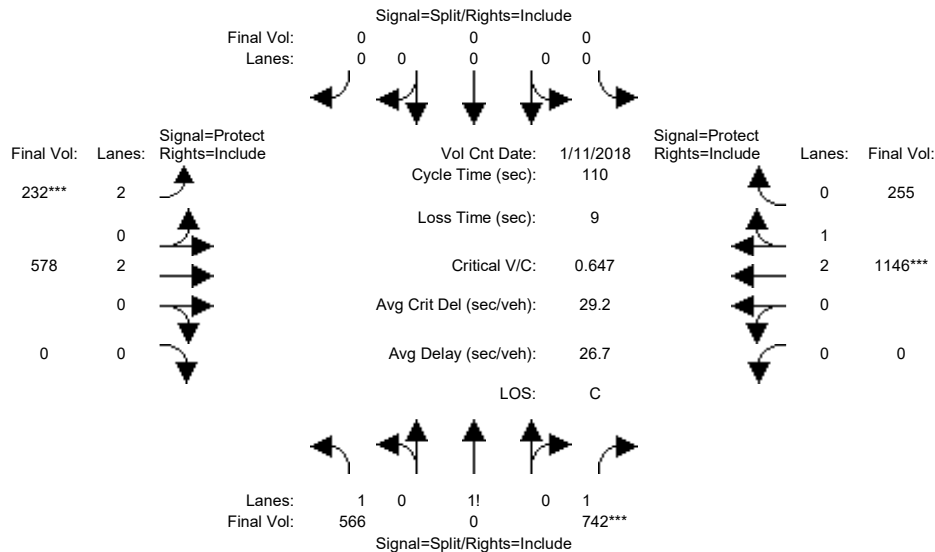 Signal=Split/Rights=Include
Final Vol: 0 0 0
Lanes: 0 0 0 0 0
Signal=Protect Signal=Protect
Final Vol: Lanes: Rights=Include Vol Cnt Date: 1/11/2018 Rights=Include Lanes: Final Vol:
Cycle Time (sec): 110
232*** 2 0 255
Loss Time (sec): 9
0 1
578 2 Critical V/C: 0.647 2 1146***
0 Avg Crit Del (sec/veh): 29.2 0
0 0 Avg Delay (sec/veh): 26.7 0 0
LOS: C
Lanes: 1 0 1! 0 1
Final Vol: 566 0 742***
Signal=Split/Rights=Include